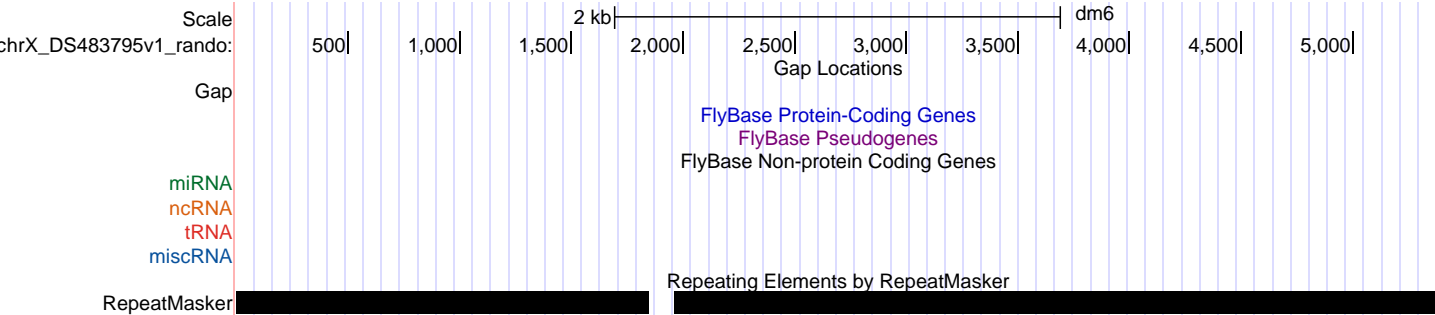 Scale 2 kb dm6
chrX_DS483795v1_rando: 500 1,000 1,500 2,000 2,500 3,000 3,500 4,000 4,500 5,000
Gap Locations
Gap
FlyBase Protein-Coding Genes
FlyBase Pseudogenes
FlyBase Non-protein Coding Genes
miRNA
ncRNA
tRNA
miscRNA
Repeating Elements by RepeatMasker
RepeatMasker